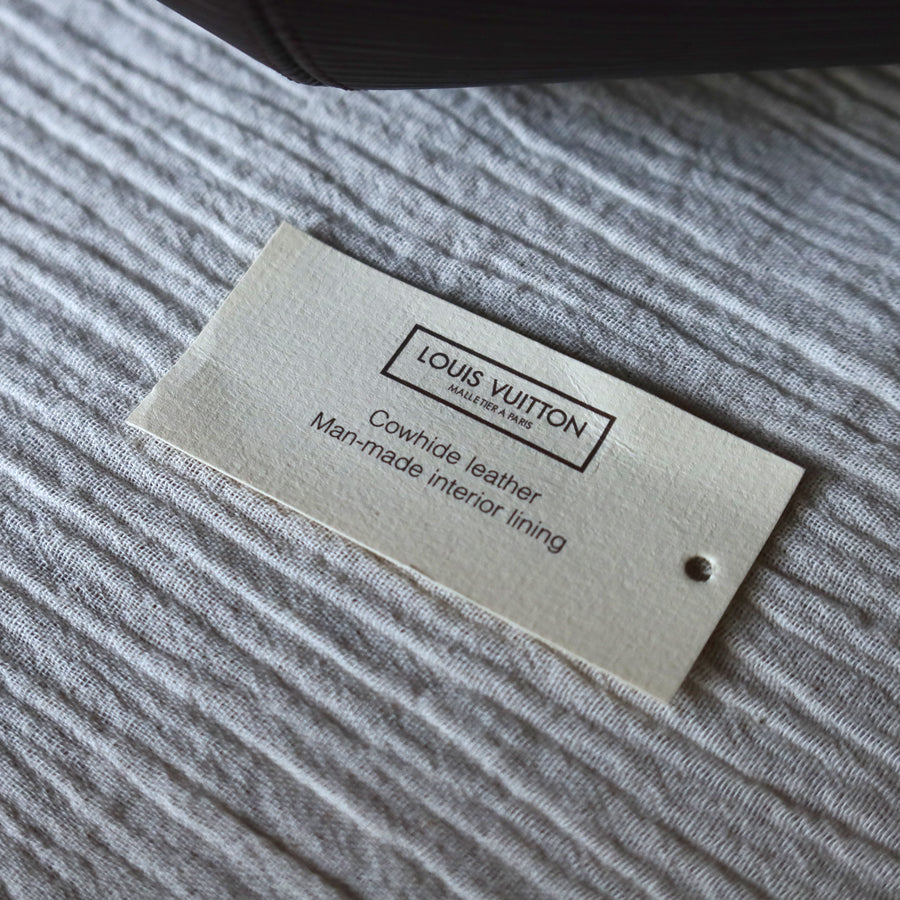 LOUIS VUITTON
MALLETIER A PARIS
Cowhide leather
Man-made interior lining